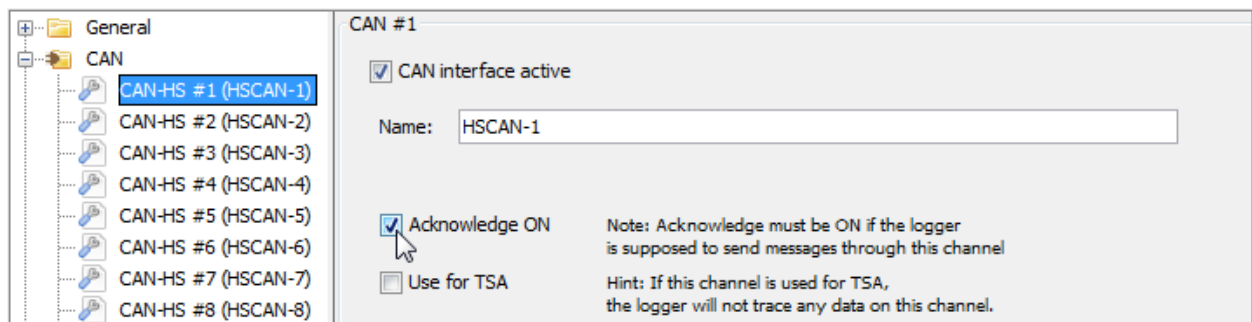 General
CAN
CAN-HS #1 (HSCAN-1)
CAN-HS #2 (HSCAN-2)
CAN-HS #3 (HSCAN-3)
CAN-HS #4 (HSCAN-4)
CAN-HS #5 (HSCAN-5)
CAN-HS #6 (HSCAN-6)
CAN-HS #7 (HSCAN-7)
CAN-HS #8 (HSCAN-8)
CAN #1
CAN interface active
Name: HSCAN-1
Acknowledge ON
Note: Acknowledge must be ON if the logger
is supposed to send messages through this channel
Use for TSA
Hint: If this channel is used for TSA,
the logger will not trace any data on this channel.